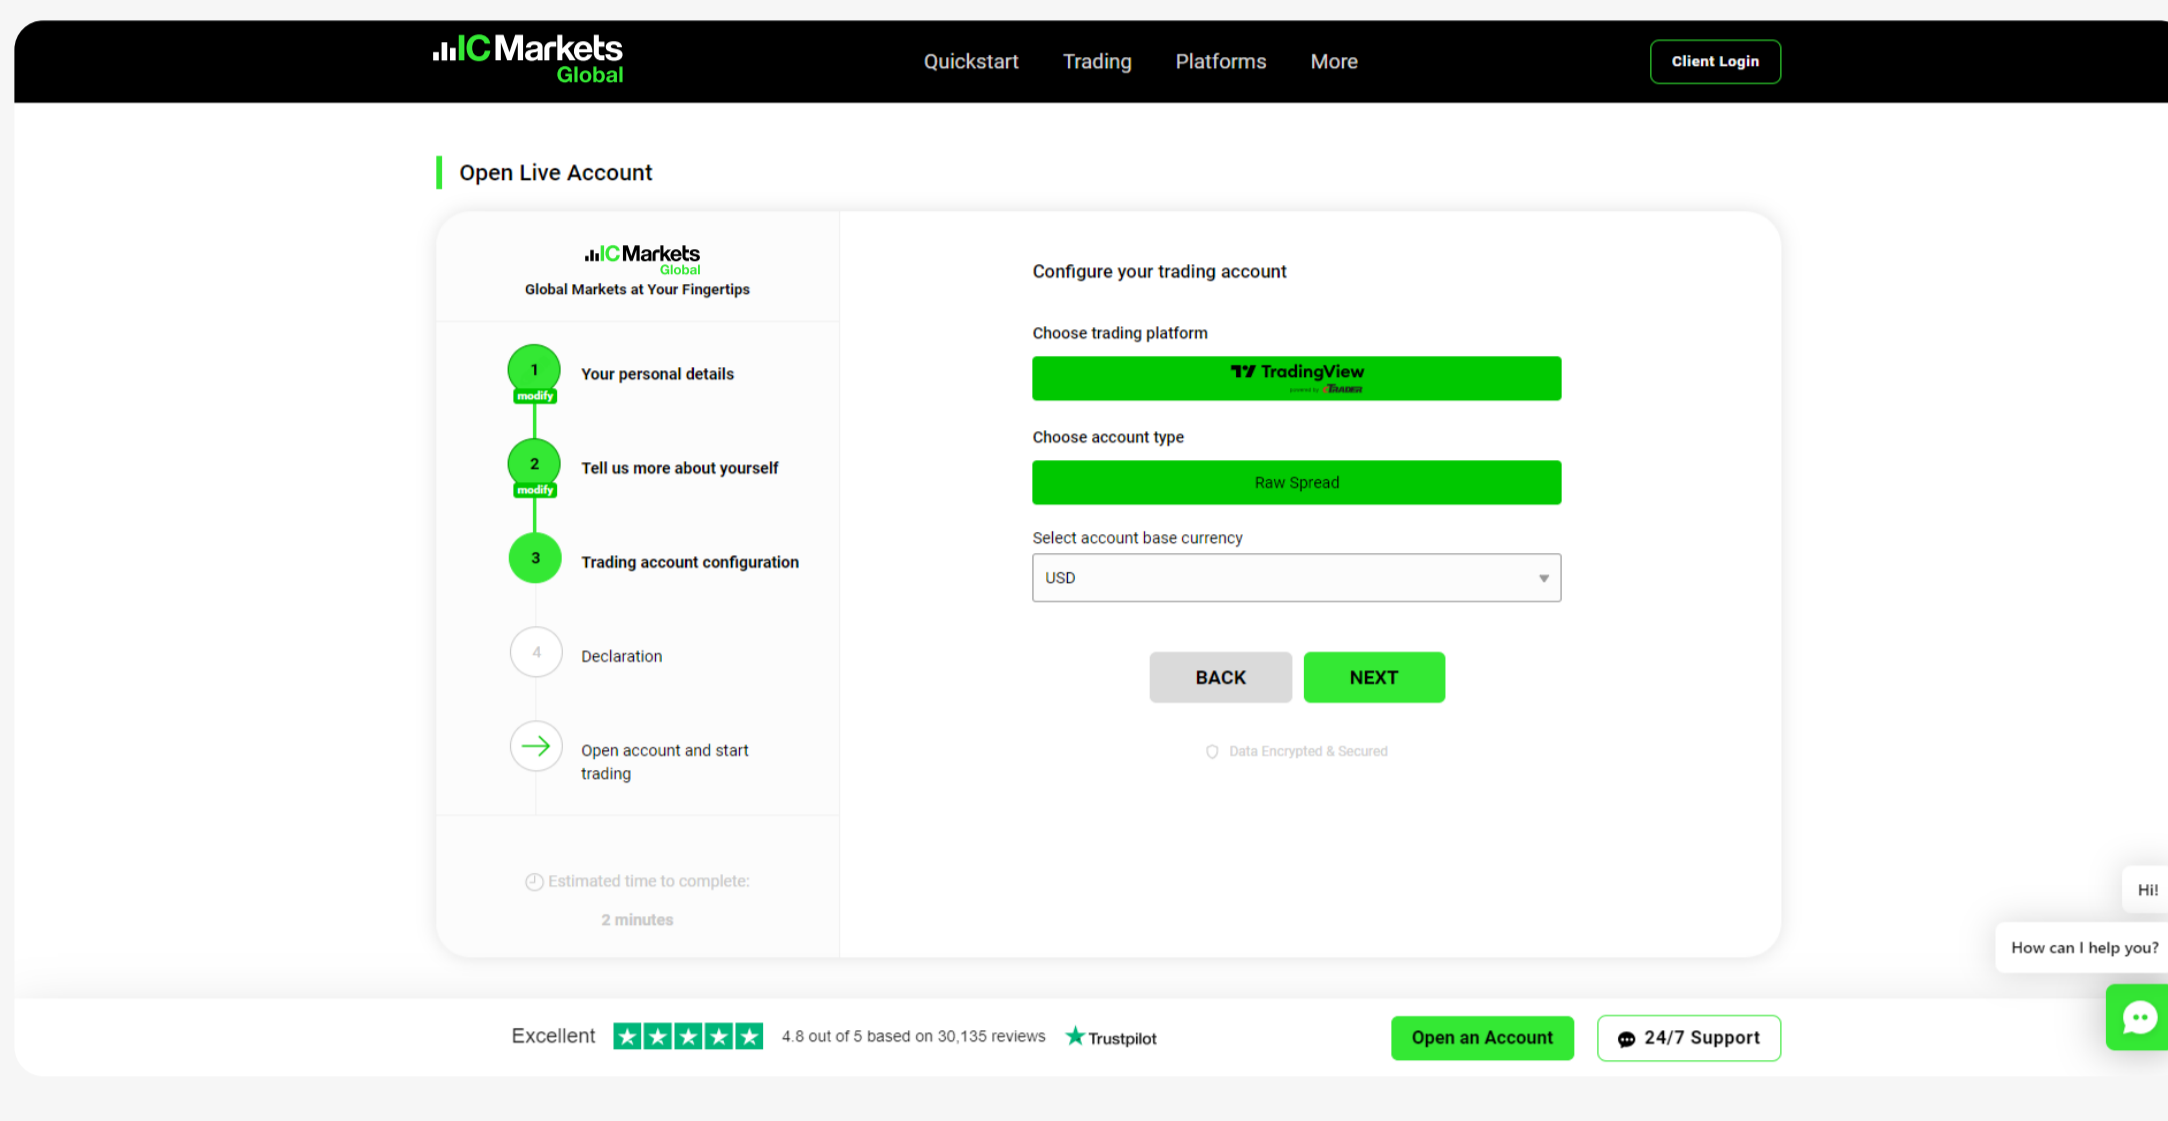 IC Markets
Global
Quickstart
Trading
Platforms
More
Client Login
Open Live Account
IC Markets
Global
Global Markets at Your Fingertips
1
modify
Your personal details
2
modify
Tell us more about yourself
3
Trading account configuration
4
Declaration
Open account and start
trading
Estimated time to complete:
2 minutes
Configure your trading account
Choose trading platform
TradingView
powered by cTRADER
Choose account type
Raw Spread
Select account base currency
USD
BACK
NEXT
Data Encrypted & Secured
Hi!
How can I help you?
Excellent
4.8 out of 5 based on 30,135 reviews
Trustpilot
Open an Account
24/7 Support